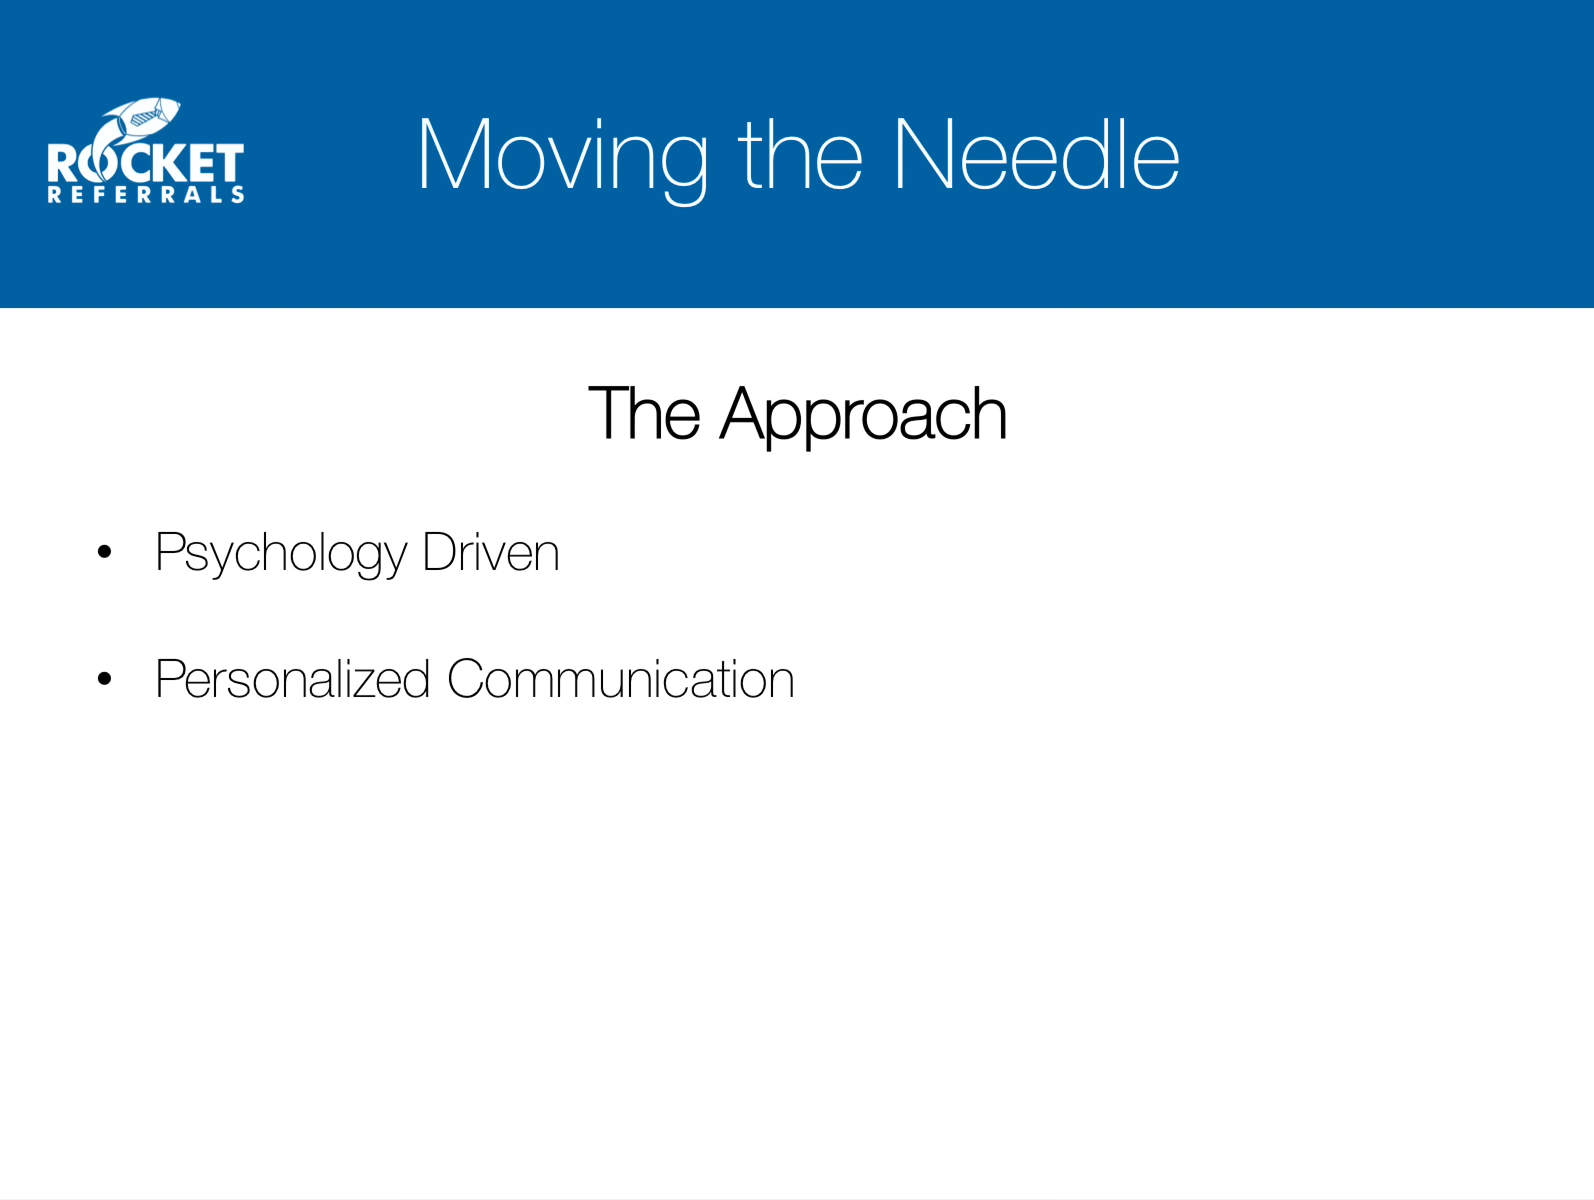 ROCKET
REFERRALS
Moving the Needle
The Approach
• Psychology Driven
• Personalized Communication